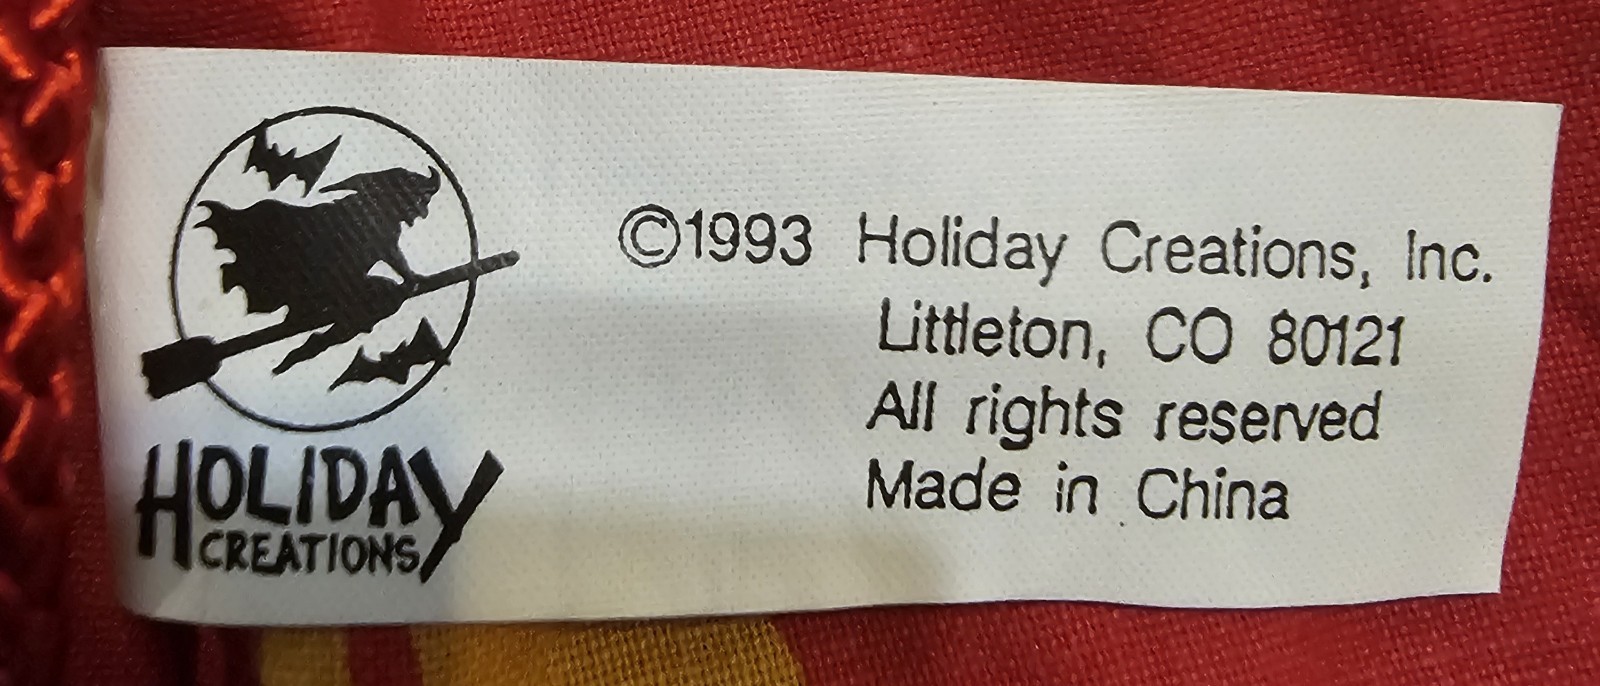 HOLIDAY
CREATIONS
©1993 Holiday Creations, Inc.
Littleton, CO 80121
All rights reserved
Made in China